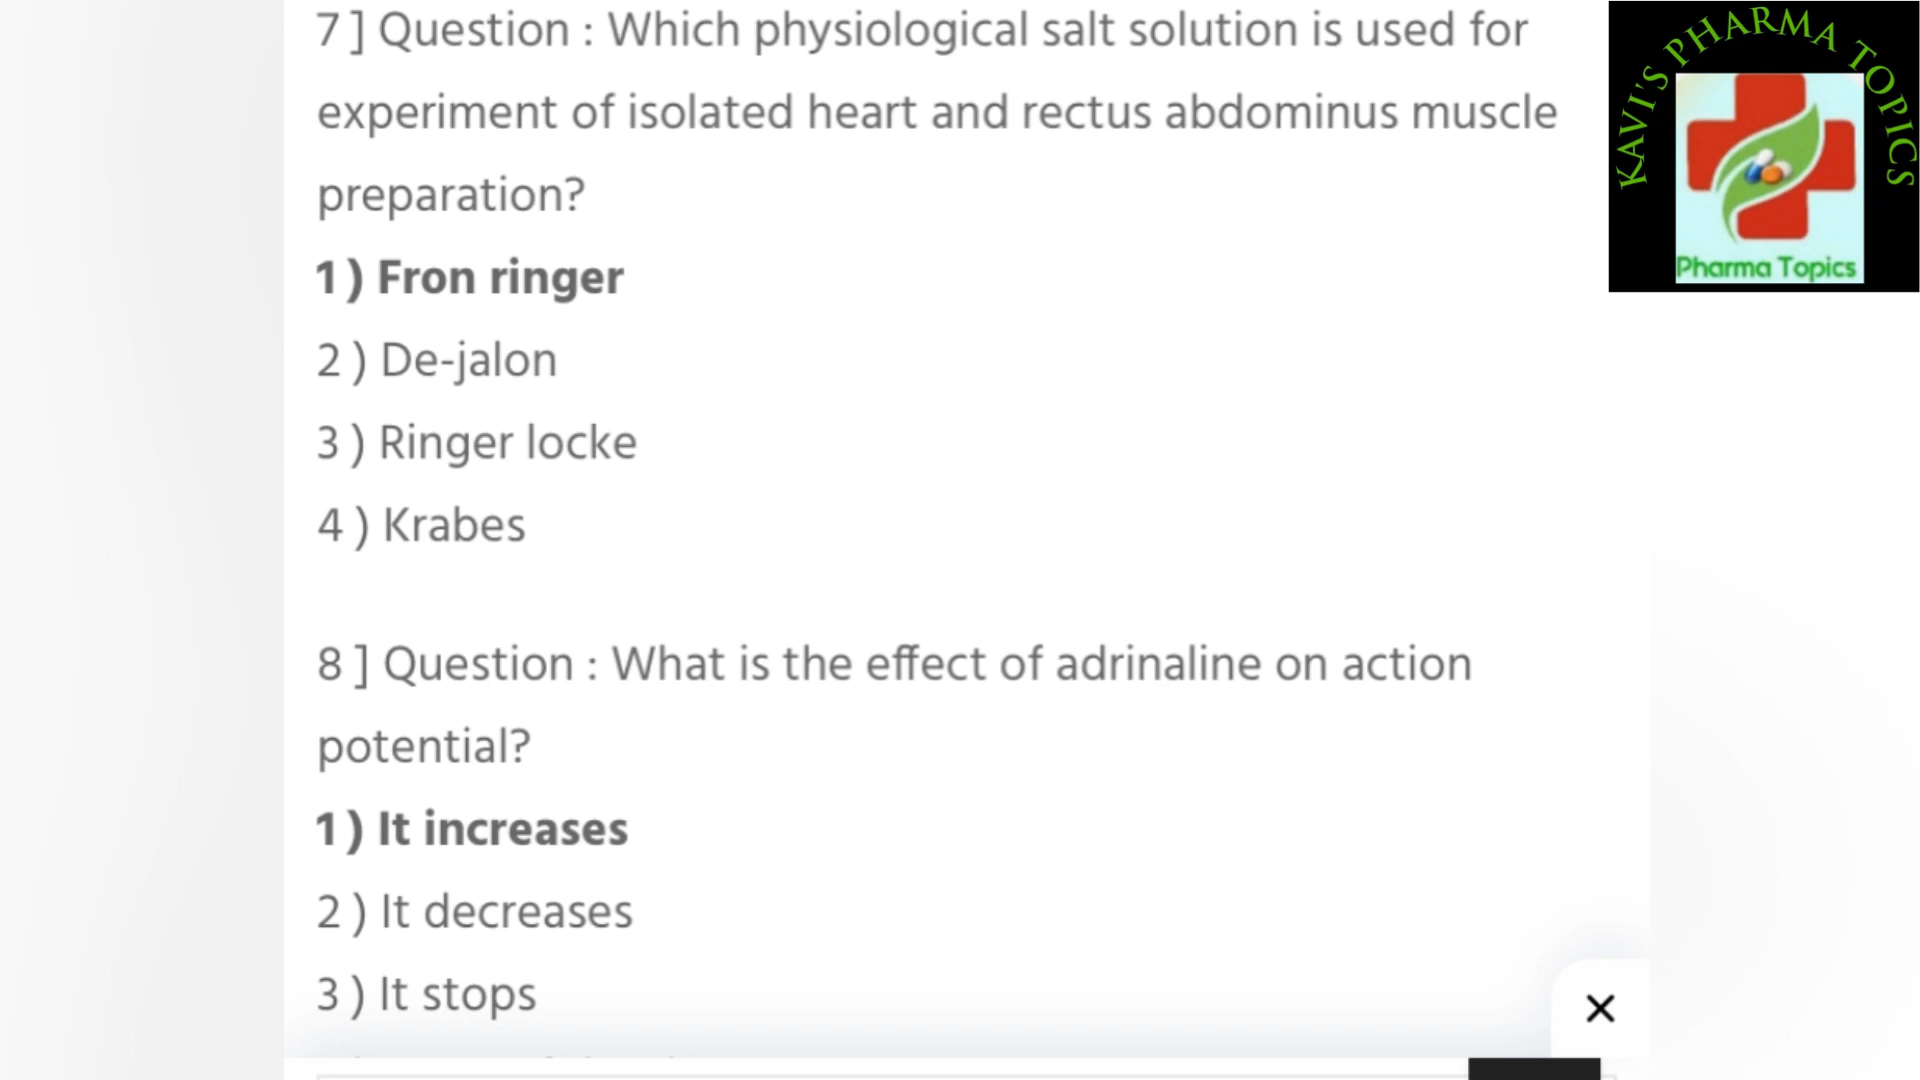 7 ] Question : Which physiological salt solution is used for
experiment of isolated heart and rectus abdominus muscle
preparation?
1 ) Fron ringer
2 ) De-jalon
3 ) Ringer locke
4 ) Krabes
8 ] Question : What is the effect of adrinaline on action
potential?
1 ) It increases
2 ) It decreases
3 ) It stops
KAVI'S PHARMA TOPICS
Pharma Topics